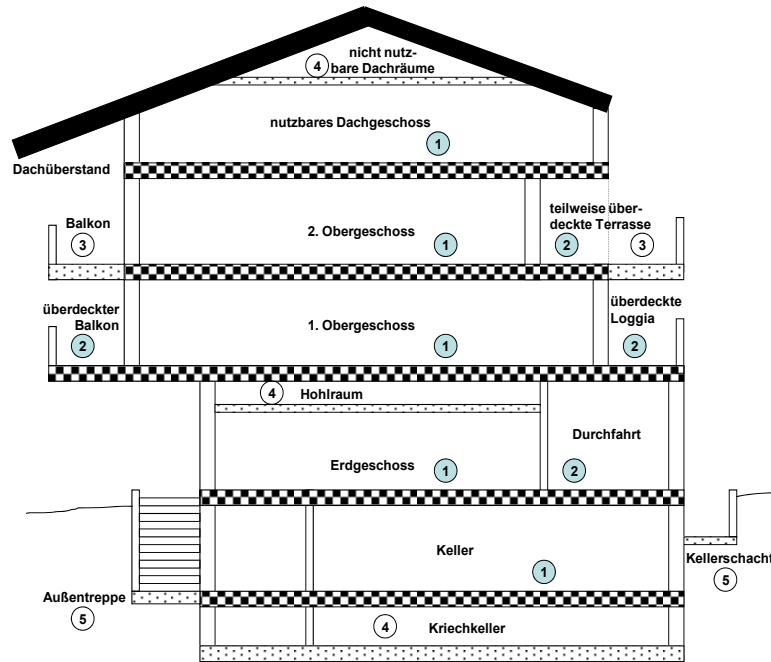 nicht nutz-
4 bare Dachräume
nutzbares Dachgeschoss
1
Dachüberstand
Balkon
3
2. Obergeschoss
1
teilweise über-
deckte Terrasse
2
3
überdeckter
Balkon
2
1. Obergeschoss
1
überdeckte
Loggia
2
4
Hohlraum
Durchfahrt
Erdgeschoss
1
2
Keller
1
Kellerschacht
5
Außentreppe
5
4
Kriechkeller